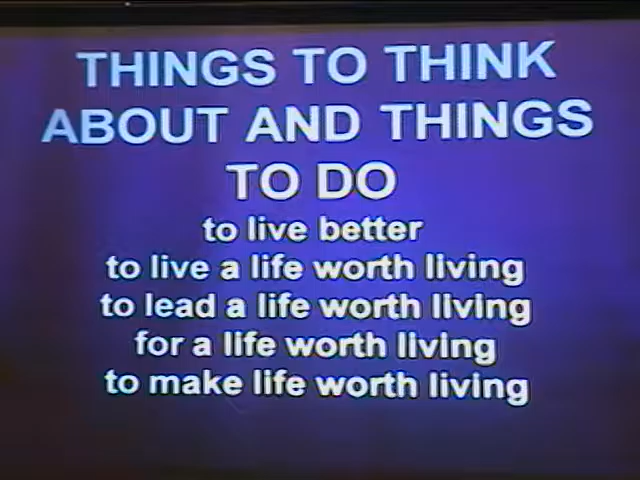 THINGS TO THINK
ABOUT AND THINGS
TO DO
to live better
to live a life worth living
to lead a life worth living
for a life worth living
to make life worth living